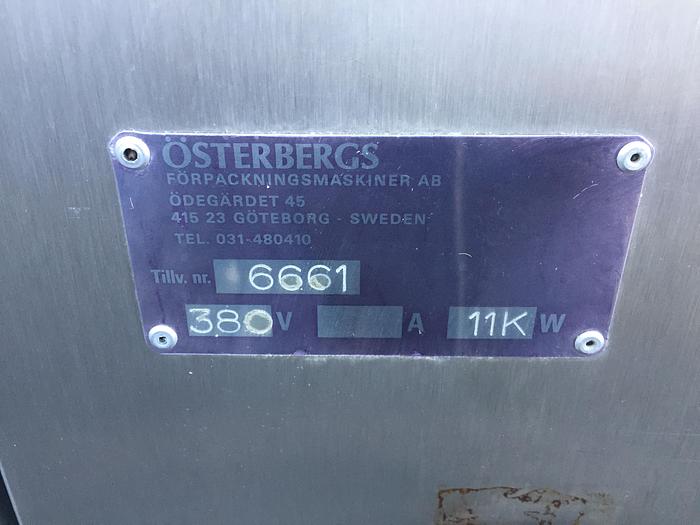 ÖSTERBERGS
FÖRPACKNINGSMASKINER AB
ÖDEGÄRDET 45
415 23 GÖTEBORG - SWEDEN
TEL. 031-480410
Tillv. nr. 6661
380 V A 11K W